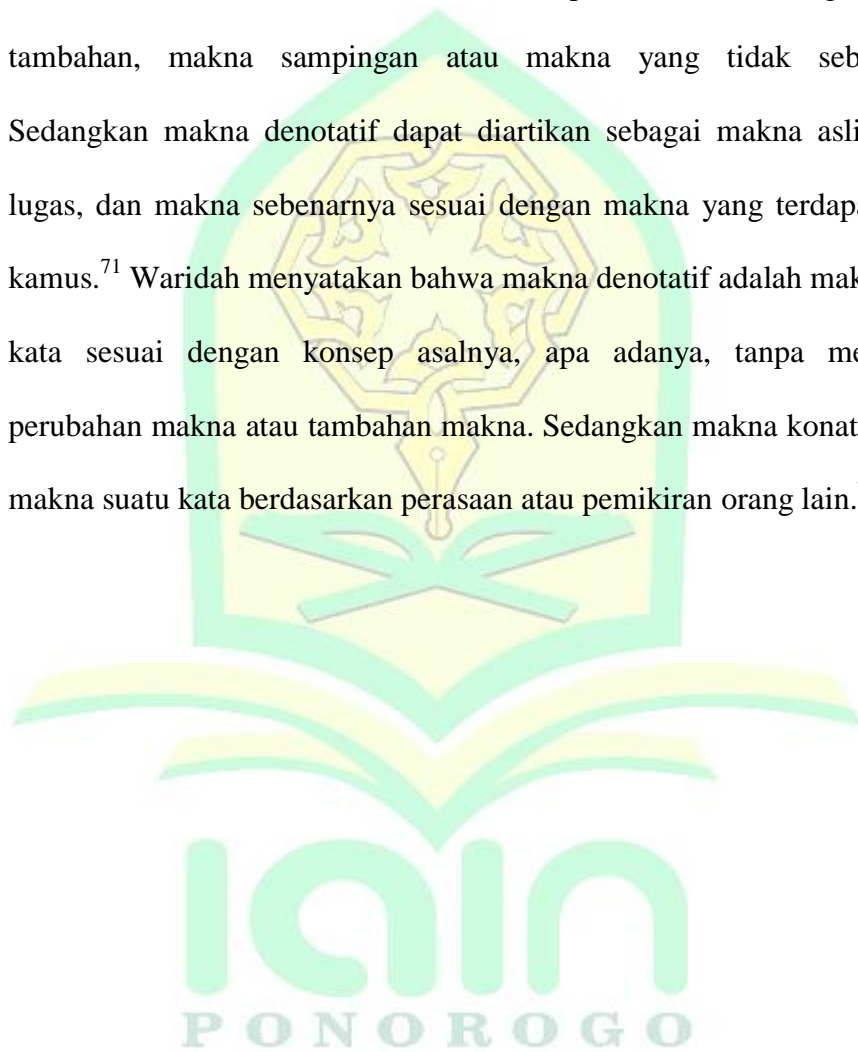 tambahan, makna sampingan atau makna yang tidak seb
Sedangkan makna denotatif dapat diartikan sebagai makna asli
lugas, dan makna sebenarnya sesuai dengan makna yang terdapa
kamus.71 Waridah menyatakan bahwa makna denotatif adalah mak
kata sesuai dengan konsep asalnya, apa adanya, tanpa me
perubahan makna atau tambahan makna. Sedangkan makna konat
makna suatu kata berdasarkan perasaan atau pemikiran orang lain.
iain
PONOROGO